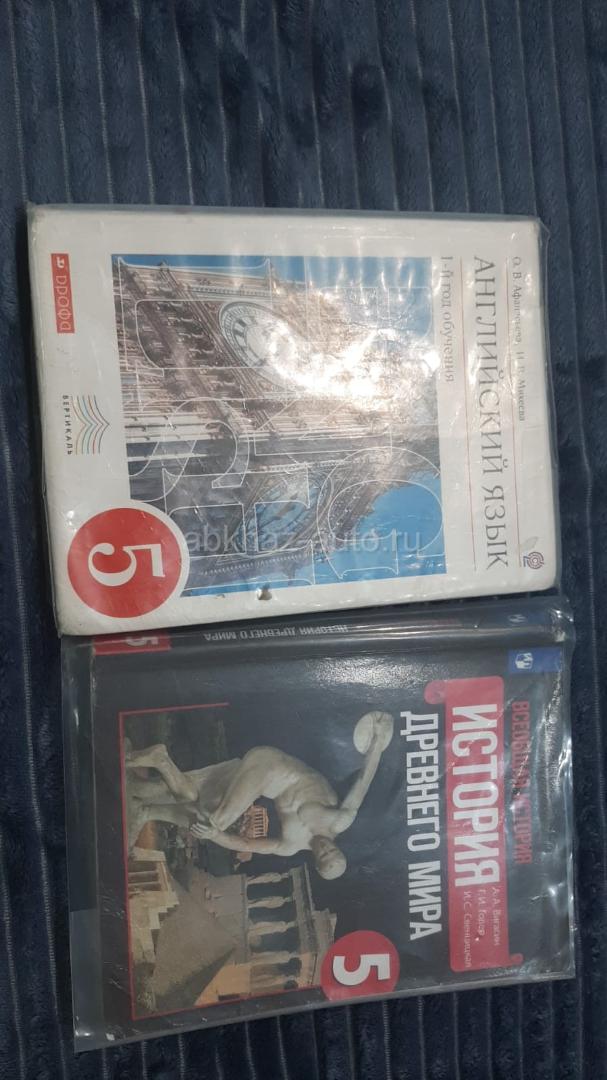 О. В. Афанасьева, И. В. Михеева
АНГЛИЙСКИЙ ЯЗЫК
1-й год обучения
5
дрофа
ВЕРТИКАЛЬ
abkhaz-auto.ru
ИСТОРИЯ ДРЕВНЕГО МИРА
5
ВСЕОБЩАЯ ИСТОРИЯ
ИСТОРИЯ
ДРЕВНЕГО МИРА
А. А. Вигасин
Г. И. Годер
И. С. Свенцицкая
5